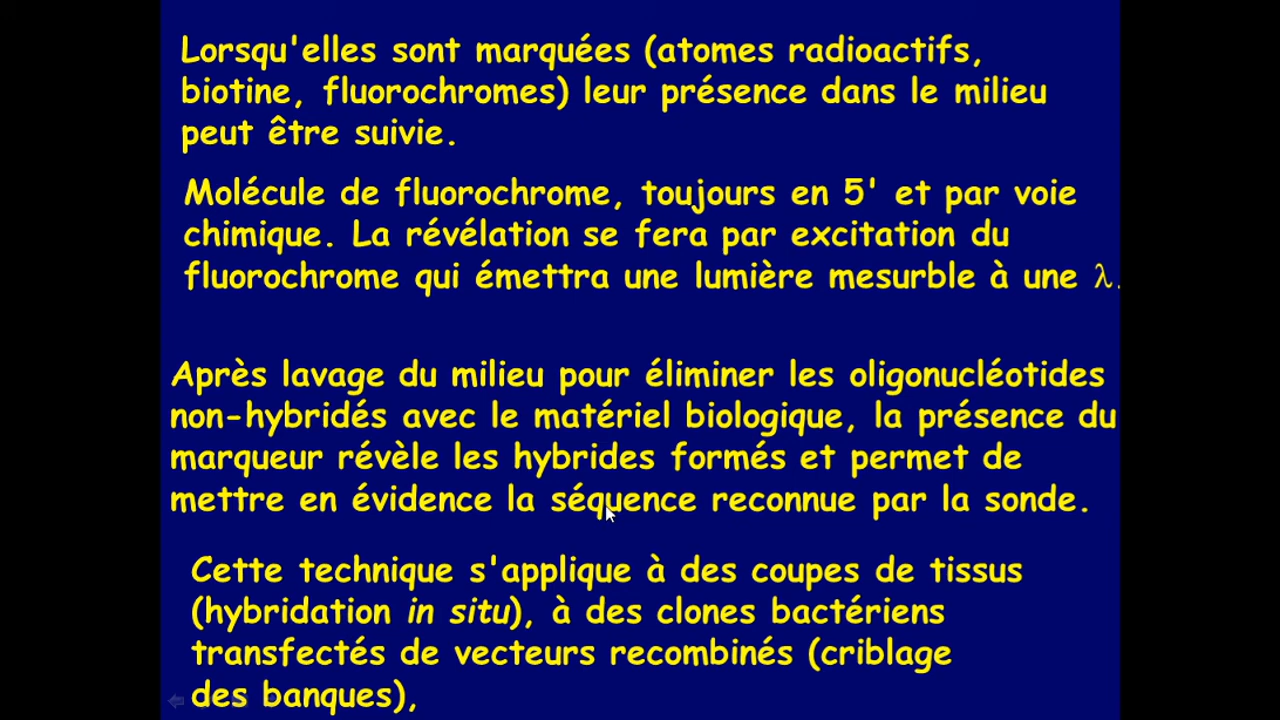 Lorsqu'elles sont marquées (atomes radioactifs,
biotine, fluorochromes) leur présence dans le milieu
peut être suivie.
Molécule de fluorochrome, toujours en 5' et par voie
chimique. La révélation se fera par excitation du
fluorochrome qui émettra une lumière mesurble à une λ.
Après lavage du milieu pour éliminer les oligonucléotides
non-hybridés avec le matériel biologique, la présence du
marqueur révèle les hybrides formés et permet de
mettre en évidence la séquence reconnue par la sonde.
Cette technique s'applique à des coupes de tissus
(hybridation in situ), à des clones bactériens
transfectés de vecteurs recombinés (criblage
des banques),